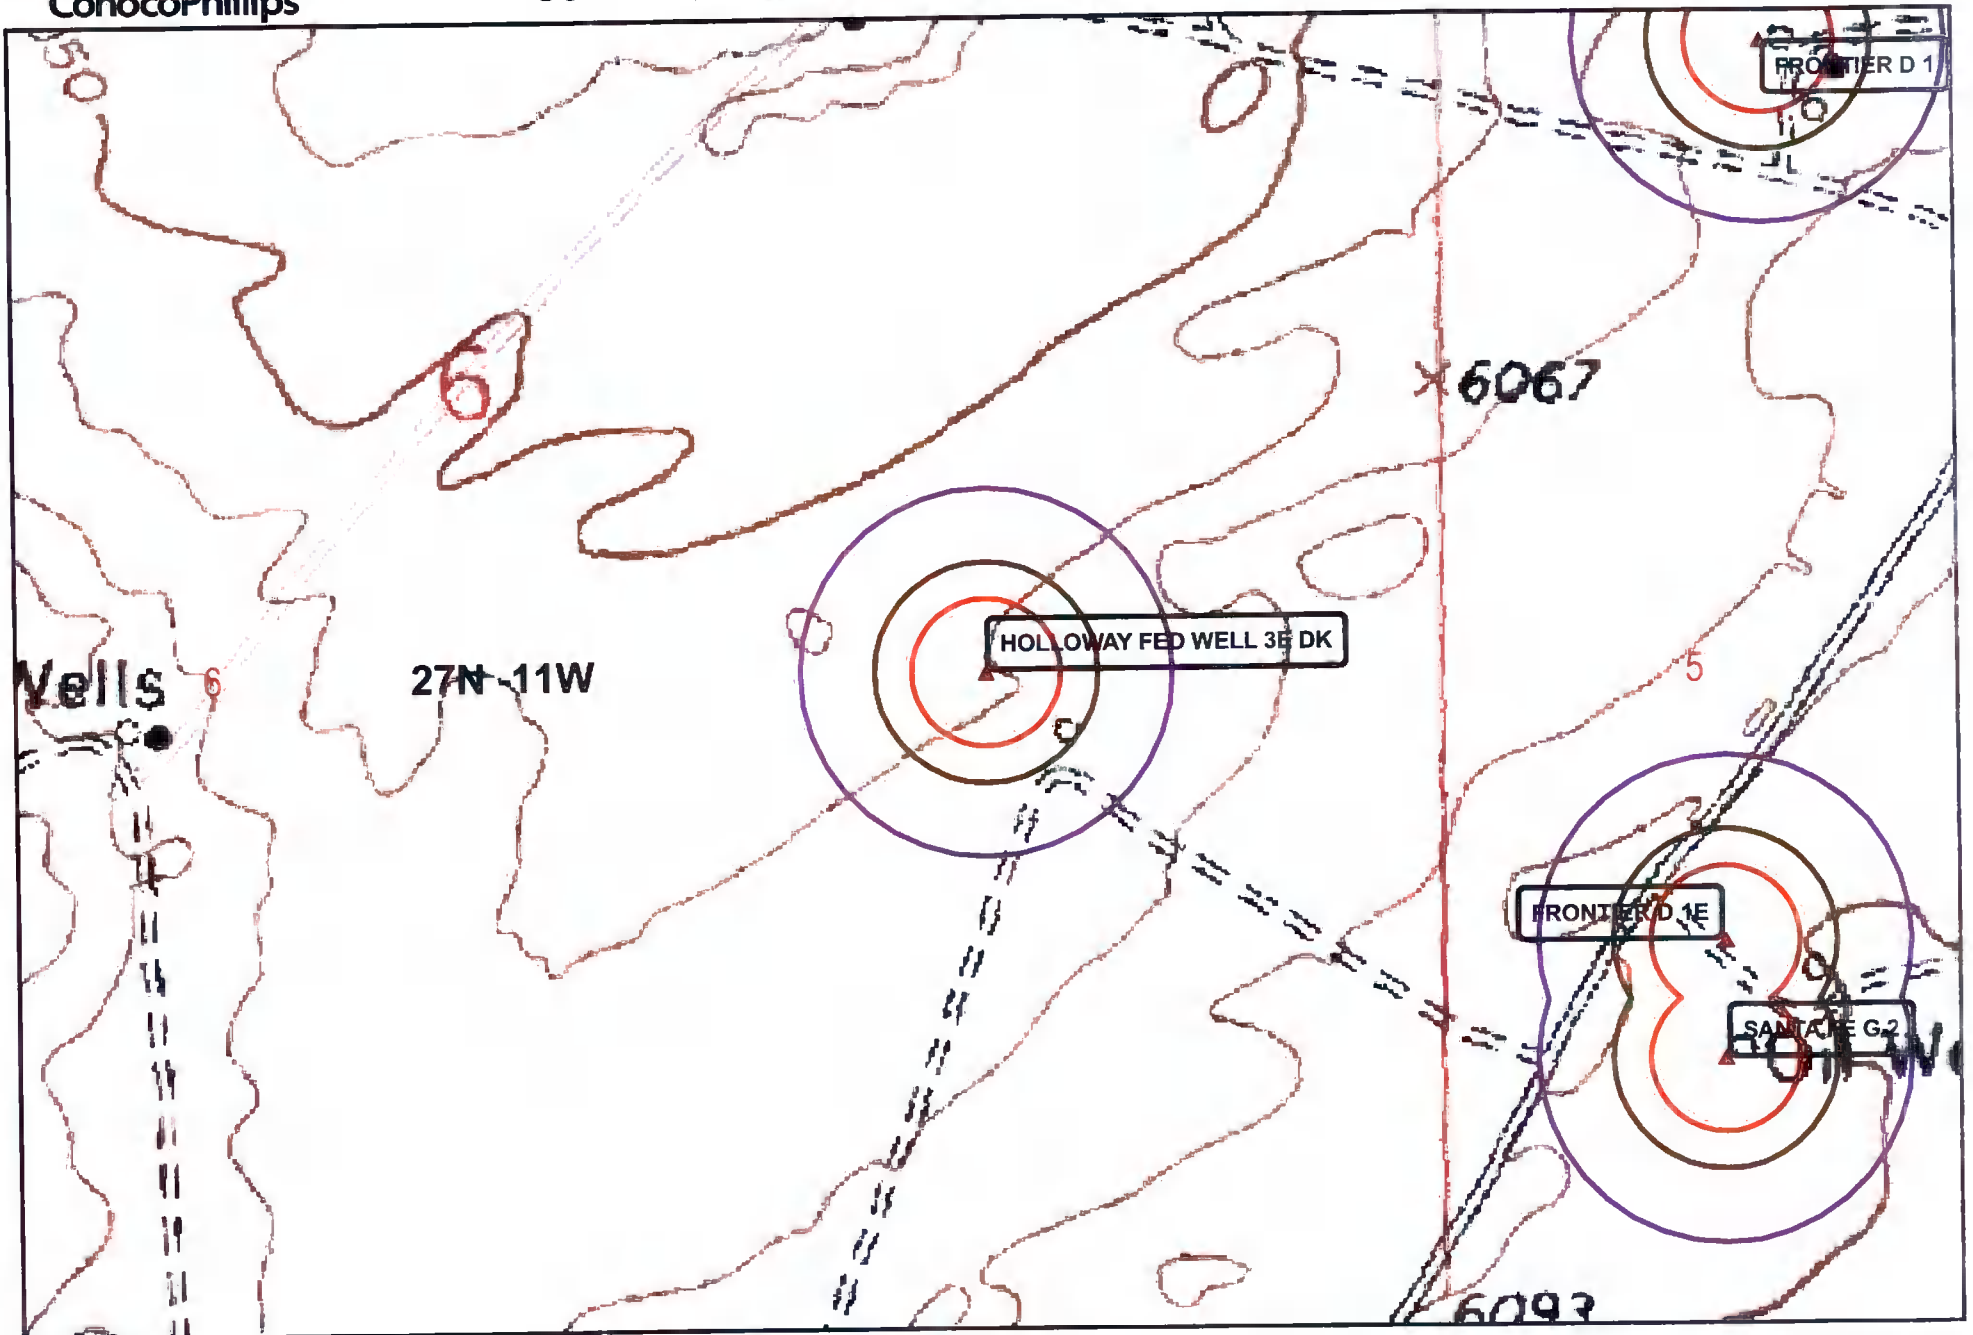 ConocoPhillips
50
FRONTIER D 1
6
6067
HOLLOWAY FED WELL 3E DK
Wells
6
27N -11W
5
FRONTIER D 1E
SANTA FE G 2
6093